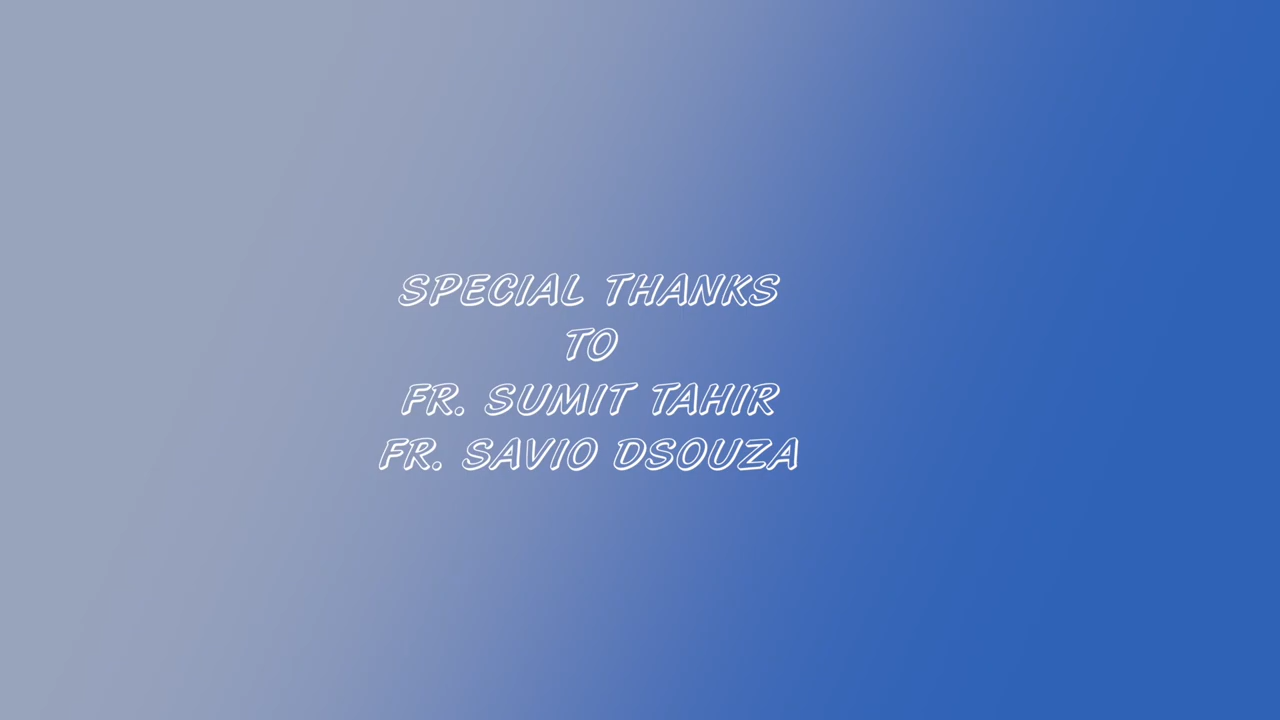 SPECIAL THANKS
TO
FR. SUMIT TAHIR
FR. SAVIO DSOUZA